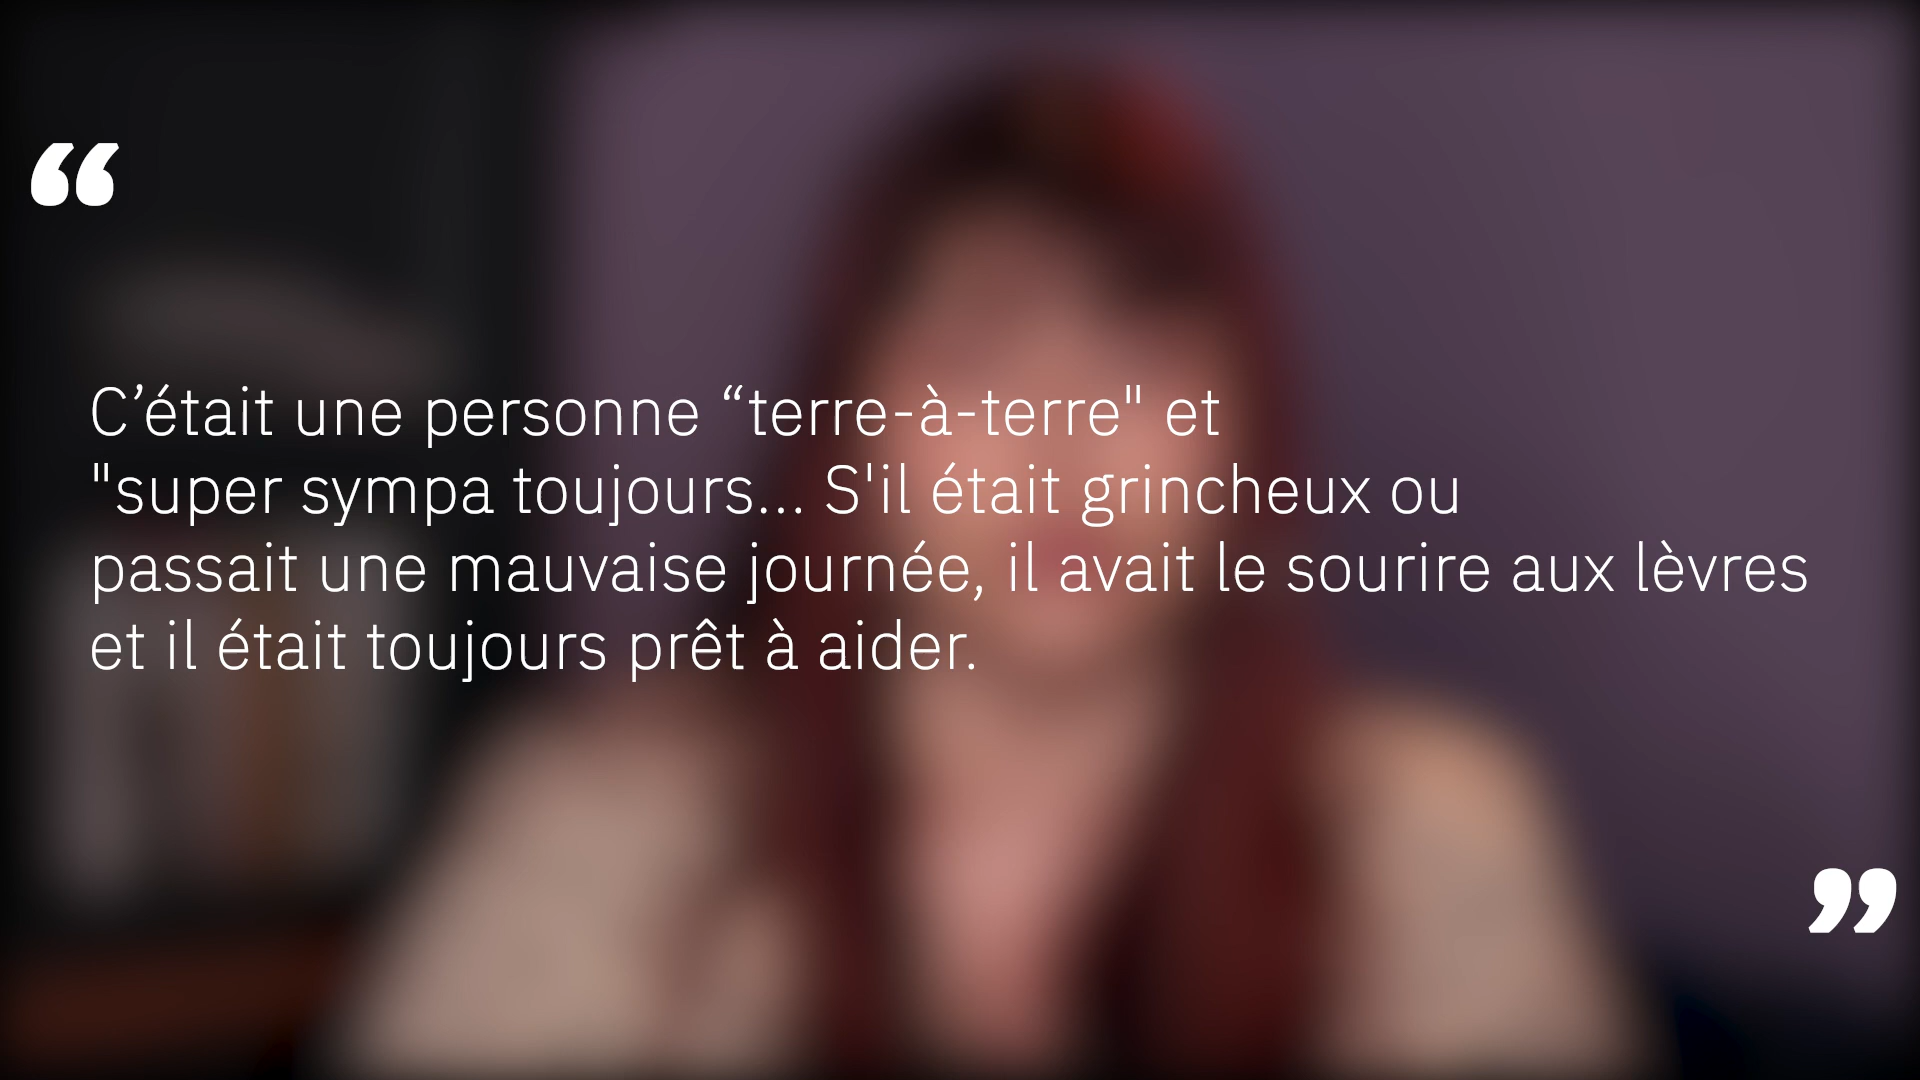 “
C’était une personne “terre-à-terre" et
"super sympa toujours... S'il était grincheux ou
passait une mauvaise journée, il avait le sourire aux lèvres
et il était toujours prêt à aider.
”